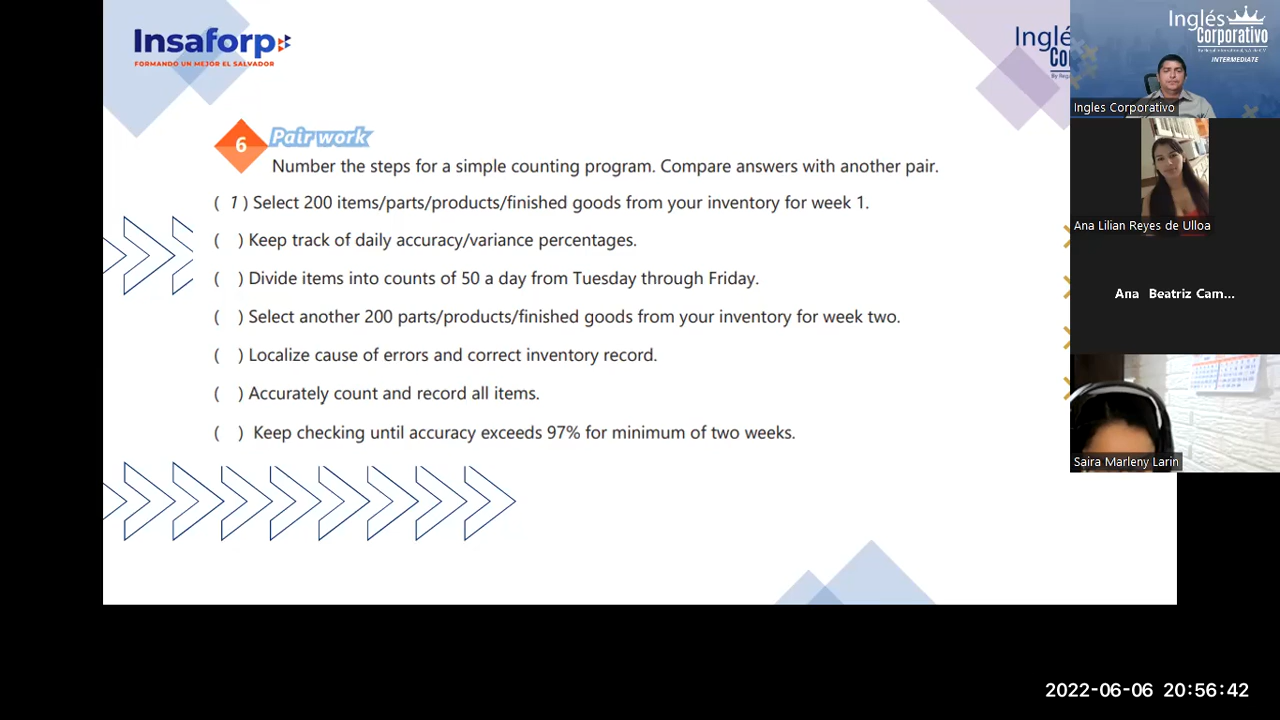 Insaforp
FORMANDO UN MEJOR EL SALVADOR
Inglés
Corporativo
INTERMEDIATE
Ingles Corporativo
6
Pair work
Number the steps for a simple counting program. Compare answers with another pair.
( 1 ) Select 200 items/parts/products/finished goods from your inventory for week 1.
( ) Keep track of daily accuracy/variance percentages.
( ) Divide items into counts of 50 a day from Tuesday through Friday.
( ) Select another 200 parts/products/finished goods from your inventory for week two.
( ) Localize cause of errors and correct inventory record.
( ) Accurately count and record all items.
( ) Keep checking until accuracy exceeds 97% for minimum of two weeks.
Ana Lilian Reyes de Ulloa
Ana Beatriz Cam...
Saira Marleny Larin
2022-06-06 20:56:42